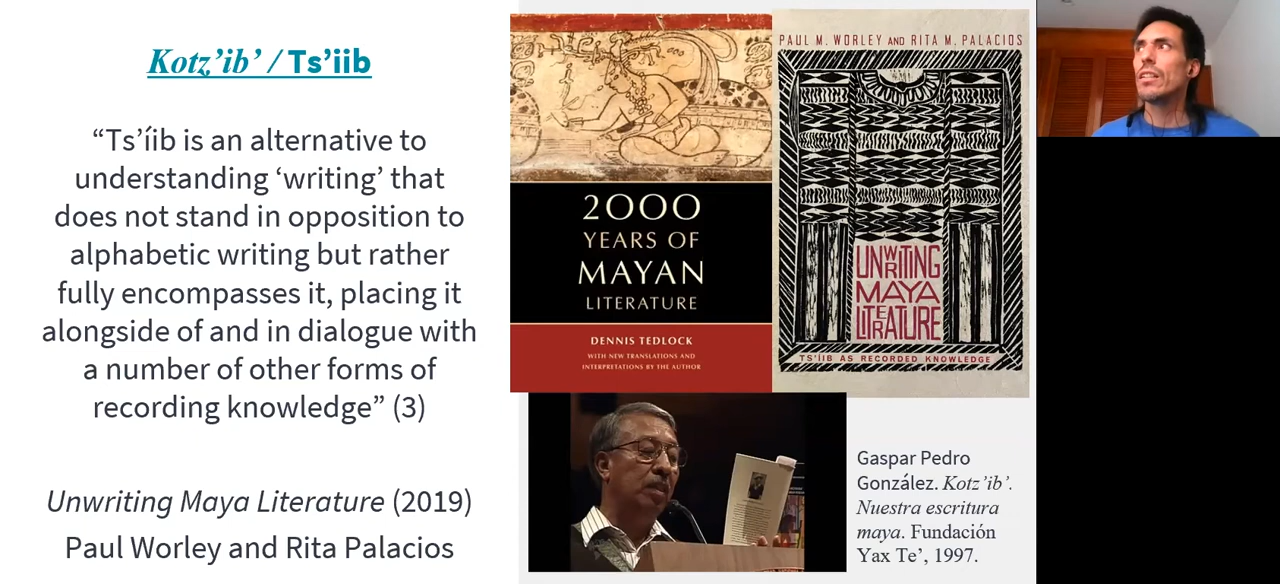 Kotz’ib’ / Ts’iib
“Ts’íib is an alternative to
understanding ‘writing’ that
does not stand in opposition to
alphabetic writing but rather
fully encompasses it, placing it
alongside of and in dialogue with
a number of other forms of
recording knowledge” (3)
Unwriting Maya Literature (2019)
Paul Worley and Rita Palacios
2000
YEARS OF
MAYAN
LITERATURE
DENNIS TEDLOCK
WITH NEW TRANSLATIONS AND
INTERPRETATIONS BY THE AUTHOR
PAUL M. WORLEY AND RITA M. PALACIOS
UNWRITING
MAYA
LITERATURE
TS’ÍIB AS RECORDED KNOWLEDGE
Gaspar Pedro
González. Kotz’ib’.
Nuestra escritura
maya. Fundación
Yax Te’, 1997.